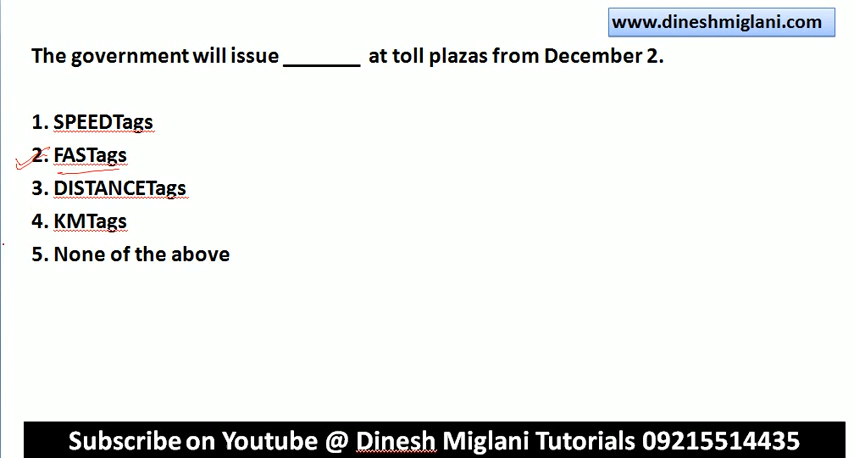 www.dineshmiglani.com
The government will issue _______ at toll plazas from December 2.
1. SPEEDTags
2. FASTags
3. DISTANCETags
4. KMTags
5. None of the above
Subscribe on Youtube @ Dinesh Miglani Tutorials 09215514435